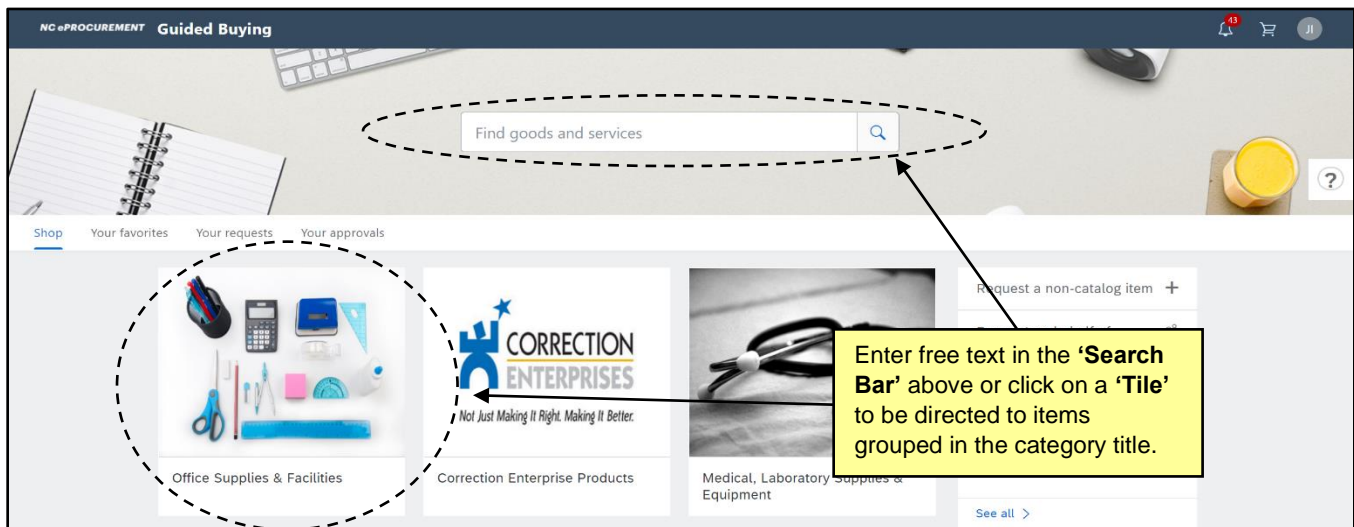 NC ePROCUREMENT Guided Buying
43
JI
Find goods and services
?
Shop Your favorites Your requests Your approvals
CORRECTION
ENTERPRISES
Not Just Making It Right. Making It Better.
Request a non-catalog item +
Enter free text in the ‘Search
Bar’ above or click on a ‘Tile’
to be directed to items
grouped in the category title.
Office Supplies & Facilities
Correction Enterprise Products
Medical, Laboratory Supplies &
Equipment
See all >